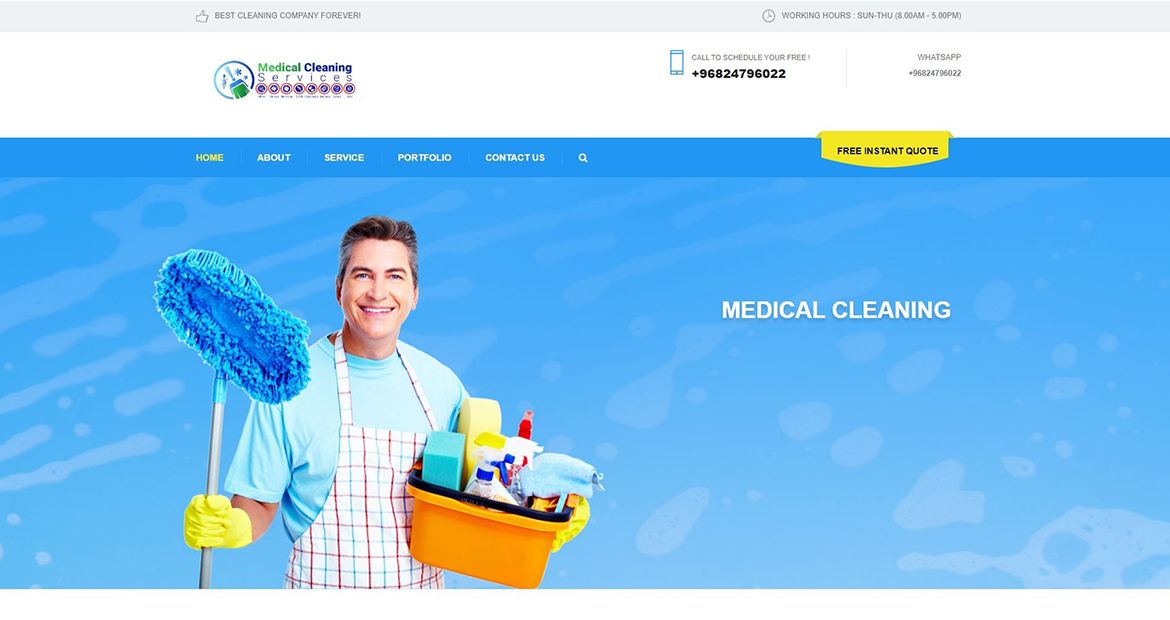 BEST CLEANING COMPANY FOREVER!
WORKING HOURS : SUN-THU (8.00AM - 5.00PM)
Medical Cleaning
Services
CALL TO SCHEDULE YOUR FREE !
+96824796022
WHATSAPP
+96824796022
HOME
ABOUT
SERVICE
PORTFOLIO
CONTACT US
FREE INSTANT QUOTE
MEDICAL CLEANING